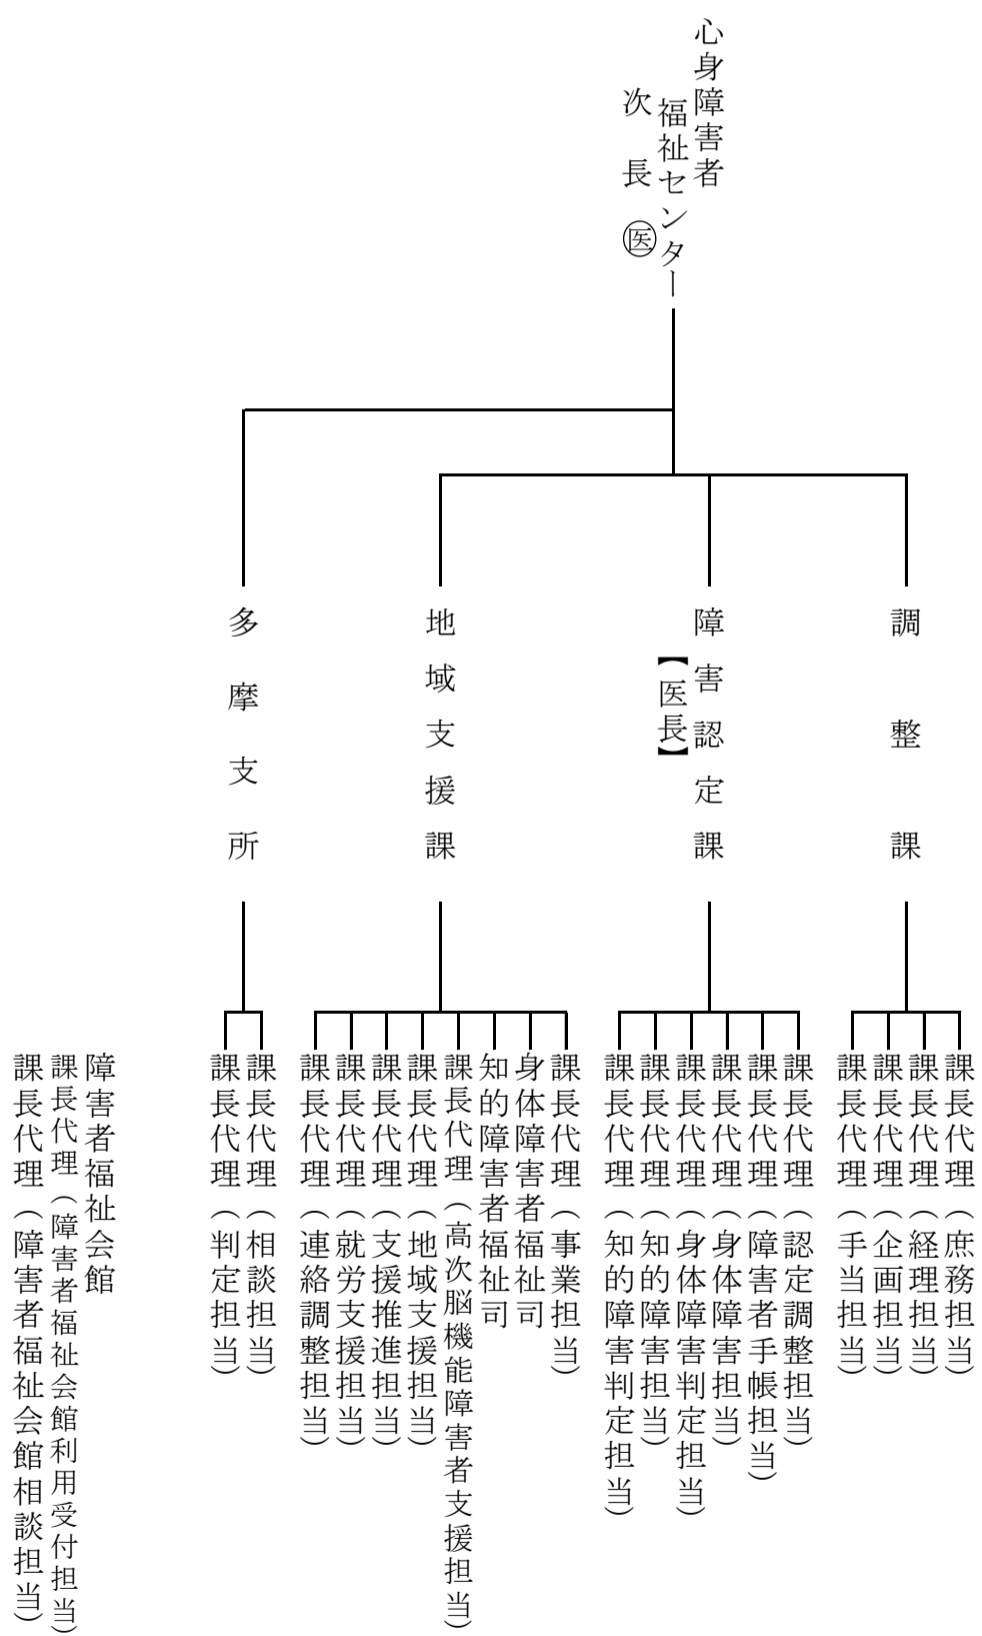 心身障害者
福祉センター
次長㊩
調整課
障害認定課
【医長】
地域支援課
多摩支所
課長代理（庶務担当）
課長代理（経理担当）
課長代理（企画担当）
課長代理（手当担当）
課長代理（認定調整担当）
課長代理（障害者手帳担当）
課長代理（身体障害担当）
課長代理（身体障害判定担当）
課長代理（知的障害担当）
課長代理（知的障害判定担当）
課長代理（事業担当）
身体障害者福祉司
知的障害者福祉司
課長代理（高次脳機能障害者支援担当）
課長代理（地域支援担当）
課長代理（支援推進担当）
課長代理（就労支援担当）
課長代理（連絡調整担当）
課長代理（相談担当）
課長代理（判定担当）
障害者福祉会館
課長代理（障害者福祉会館利用受付担当）
課長代理（障害者福祉会館相談担当）